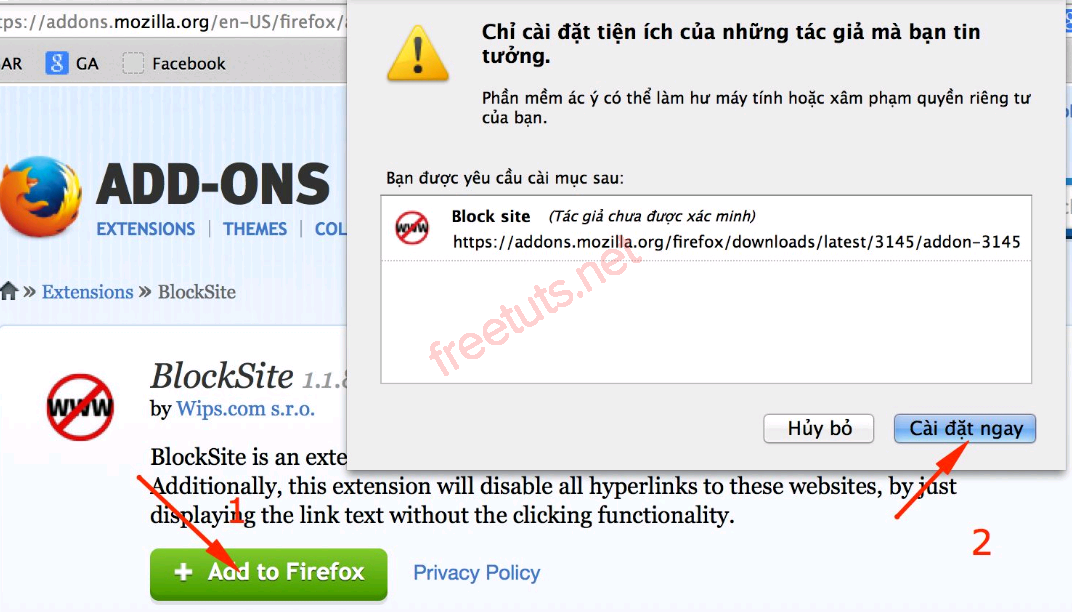 ps://addons.mozilla.org/en-US/firefox/a
AR GA Facebook
ADD-ONS
EXTENSIONS | THEMES | COL
» Extensions » BlockSite
BlockSite 1.1.8
by Wips.com s.r.o.
BlockSite is an exte
Additionally, this extension will disable all hyperlinks to these websites, by just
displaying the link text without the clicking functionality.
1
+ Add to Firefox
Privacy Policy
Chỉ cài đặt tiện ích của những tác giả mà bạn tin
tưởng.
Phần mềm ác ý có thể làm hư máy tính hoặc xâm phạm quyền riêng tư
của bạn.
Bạn được yêu cầu cài mục sau:
www
Block site (Tác giả chưa được xác minh)
https://addons.mozilla.org/firefox/downloads/latest/3145/addon-3145
freetuts.net
Hủy bỏ
Cài đặt ngay
2
WWW